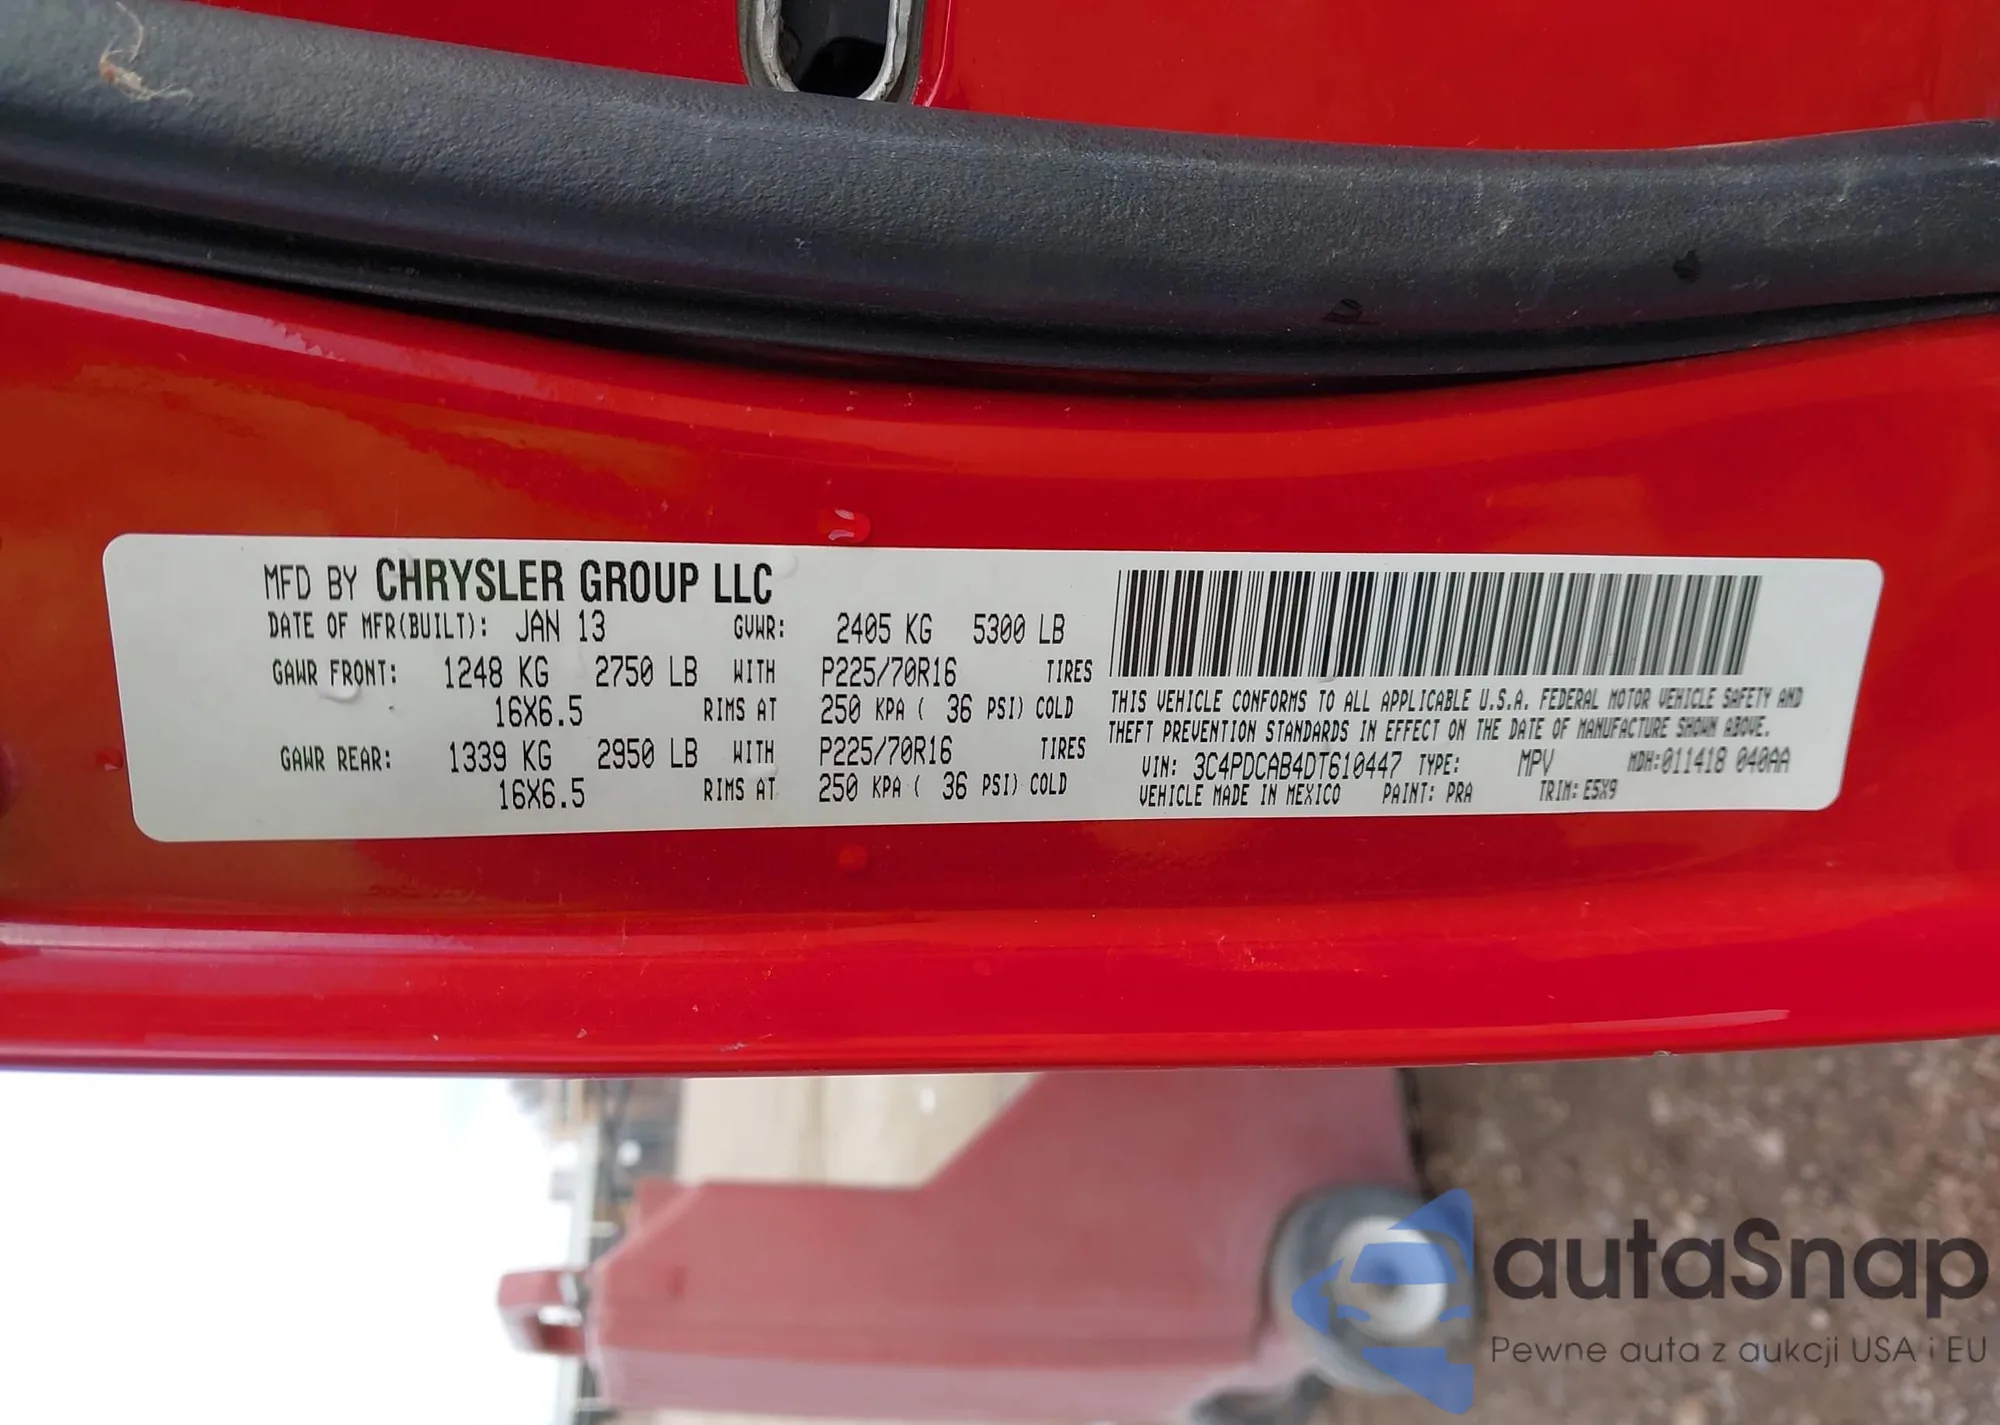 MFD BY CHRYSLER GROUP LLC
DATE OF MFR(BUILT): JAN 13 GVWR: 2405 KG 5300 LB
GAWR FRONT: 1248 KG 2750 LB WITH P225/70R16 TIRES
16X6.5 RIMS AT 250 KPA ( 36 PSI) COLD
GAWR REAR: 1339 KG 2950 LB WITH P225/70R16 TIRES
16X6.5 RIMS AT 250 KPA ( 36 PSI) COLD
THIS VEHICLE CONFORMS TO ALL APPLICABLE U.S.A. FEDERAL MOTOR VEHICLE SAFETY AND
THEFT PREVENTION STANDARDS IN EFFECT ON THE DATE OF MANUFACTURE SHOWN ABOVE.
VIN: 3C4PDCAB4DT610447 TYPE: MPV MDH:011418 040AA
VEHICLE MADE IN MEXICO PAINT: PRA TRIM: E5X9
autaSnap
Pewne auta z aukcji USA i EU